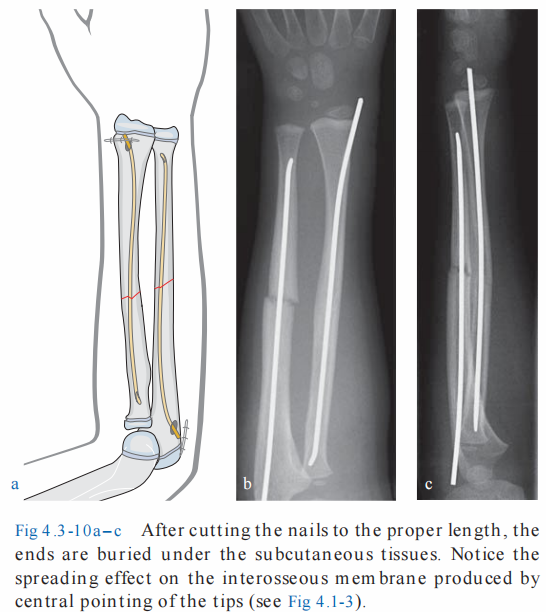 a
b
c
Fig 4.3-10a–c After cutting the nails to the proper length, the
ends are buried under the subcutaneous tissues. Notice the
spreading effect on the interosseous membrane produced by
central pointing of the tips (see Fig 4.1-3).